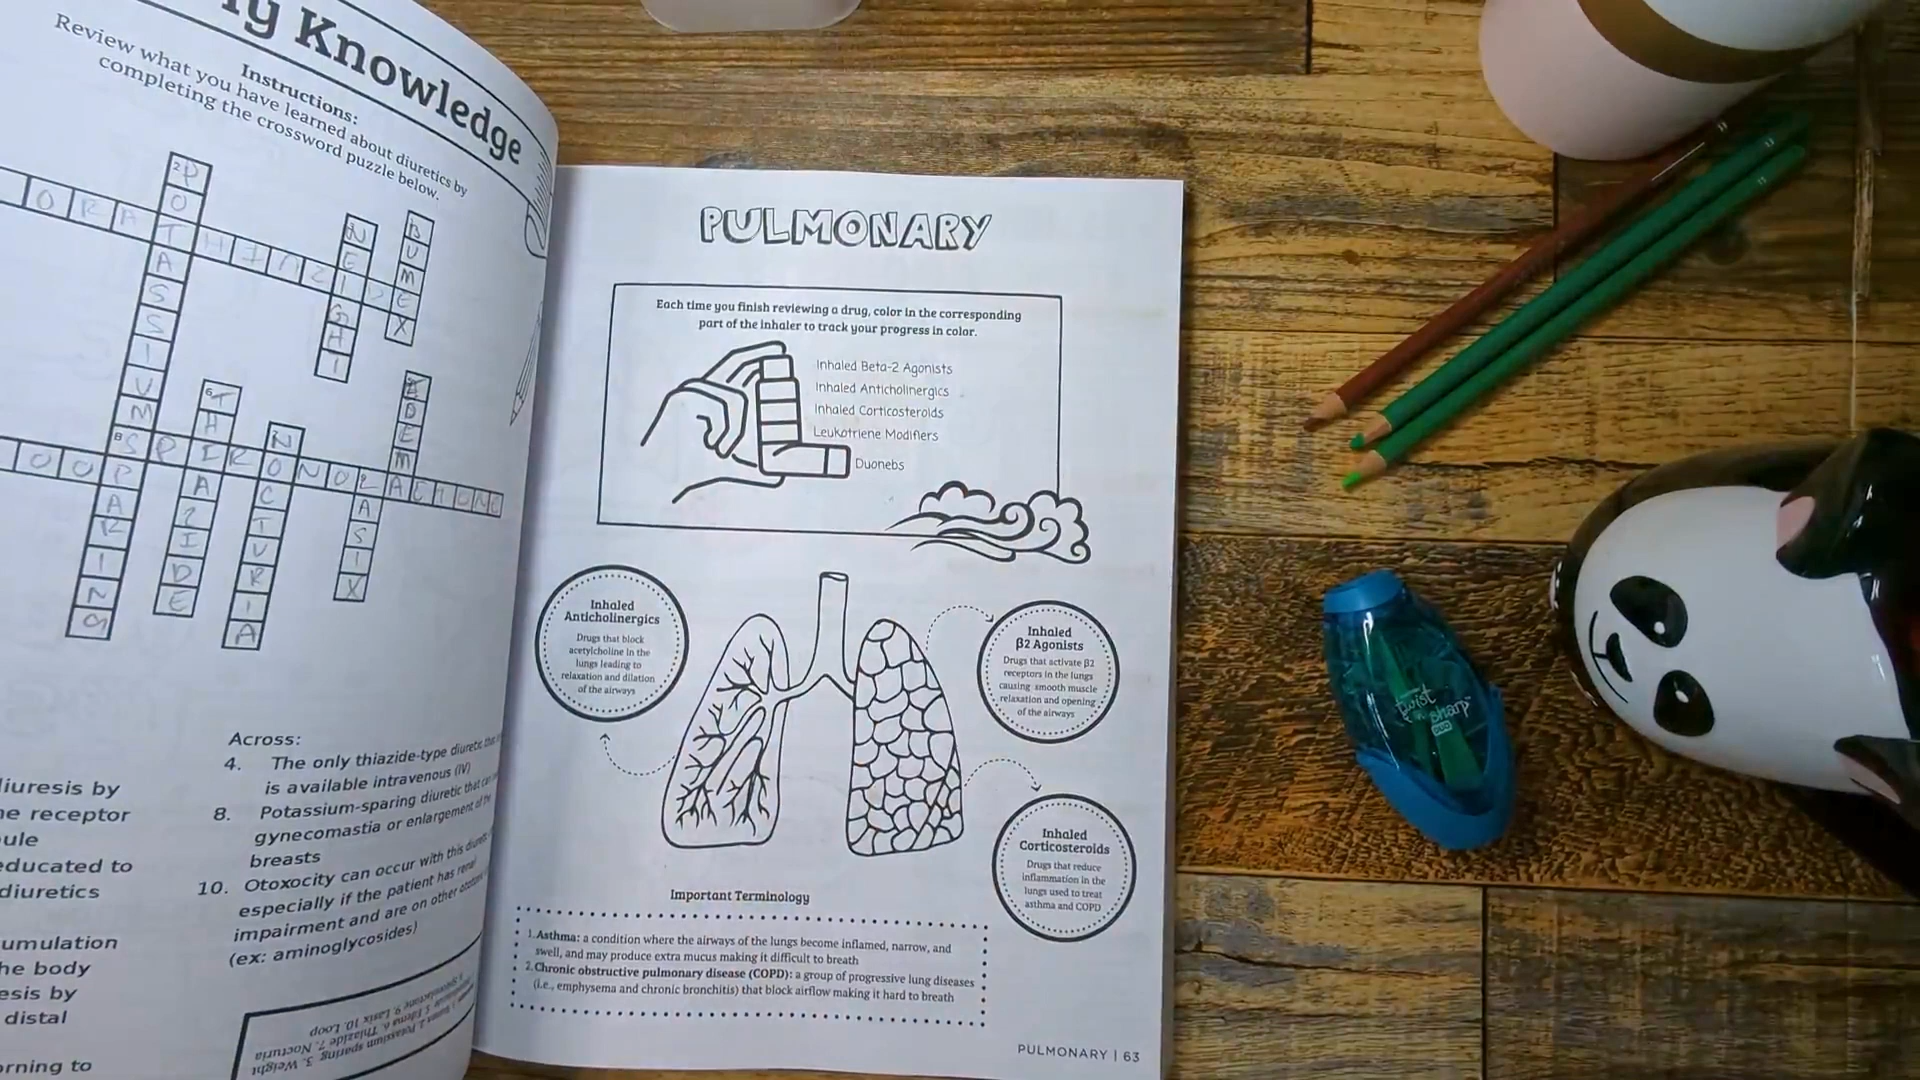 Knowledge
Instructions:
Review what you have learned about diuretics by
completing the crossword puzzle below.
Across:
4. The only thiazide-type diuretic
is available intravenous (IV)
8. Potassium-sparing diuretic that can
gynecomastia or enlargement of the
breasts
10. Otoxocity can occur with this
especially if the patient has renal
impairment and are on other
(ex: aminoglycosides)
diuresis by
receptor
educated to
diuretics
body
by
distal
to
PULMONARY
Each time you finish reviewing a drug, color in the corresponding
part of the inhaler to track your progress in color.
Inhaled Beta-2 Agonists
Inhaled Anticholinergics
Inhaled Corticosteroids
Leukotriene Modifiers
Duonebs
Inhaled
Anticholinergics
Drugs that block
acetylcholine in the
lungs leading to
relaxation and dilation
of the airways
Inhaled
β2 Agonists
Drugs that activate β2
receptors in the lungs
causing smooth muscle
relaxation and opening
of the airways
Inhaled
Corticosteroids
Drugs that reduce
inflammation in the
lungs used to treat
asthma and COPD
Important Terminology
1. Asthma: a condition where the airways of the lungs become inflamed, narrow, and
swell, and may produce extra mucus making it difficult to breath
2. Chronic obstructive pulmonary disease (COPD): a group of progressive lung diseases
(i.e., emphysema and chronic bronchitis) that block airflow making it hard to breath
PULMONARY | 63
twist
n' sharp
DUO